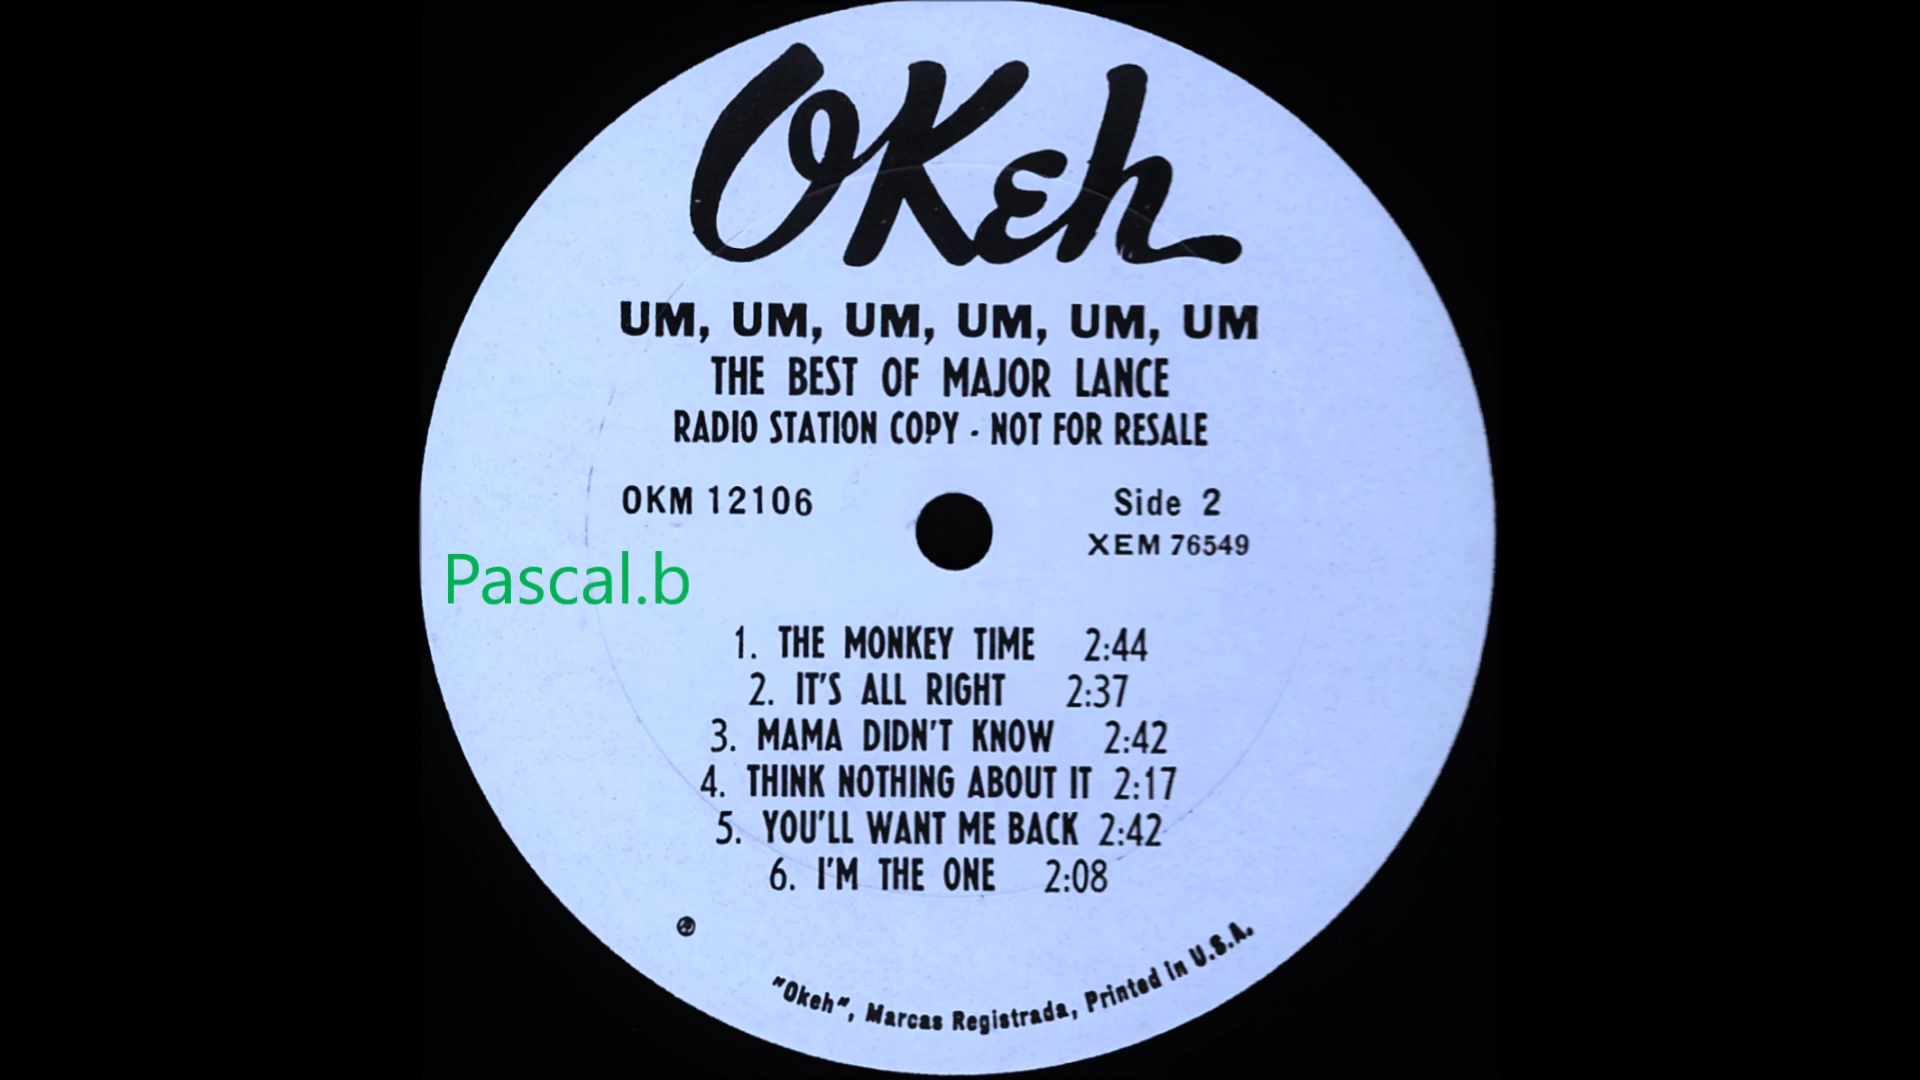 OKeh
UM, UM, UM, UM, UM, UM
THE BEST OF MAJOR LANCE
RADIO STATION COPY - NOT FOR RESALE
OKM 12106
Side 2
XEM 76549
Pascal.b
1. THE MONKEY TIME 2:44
2. IT'S ALL RIGHT 2:37
3. MAMA DIDN'T KNOW 2:42
4. THINK NOTHING ABOUT IT 2:17
5. YOU'LL WANT ME BACK 2:42
6. I'M THE ONE 2:08
"Okeh", Marcas Registrada, Printed in U.S.A.